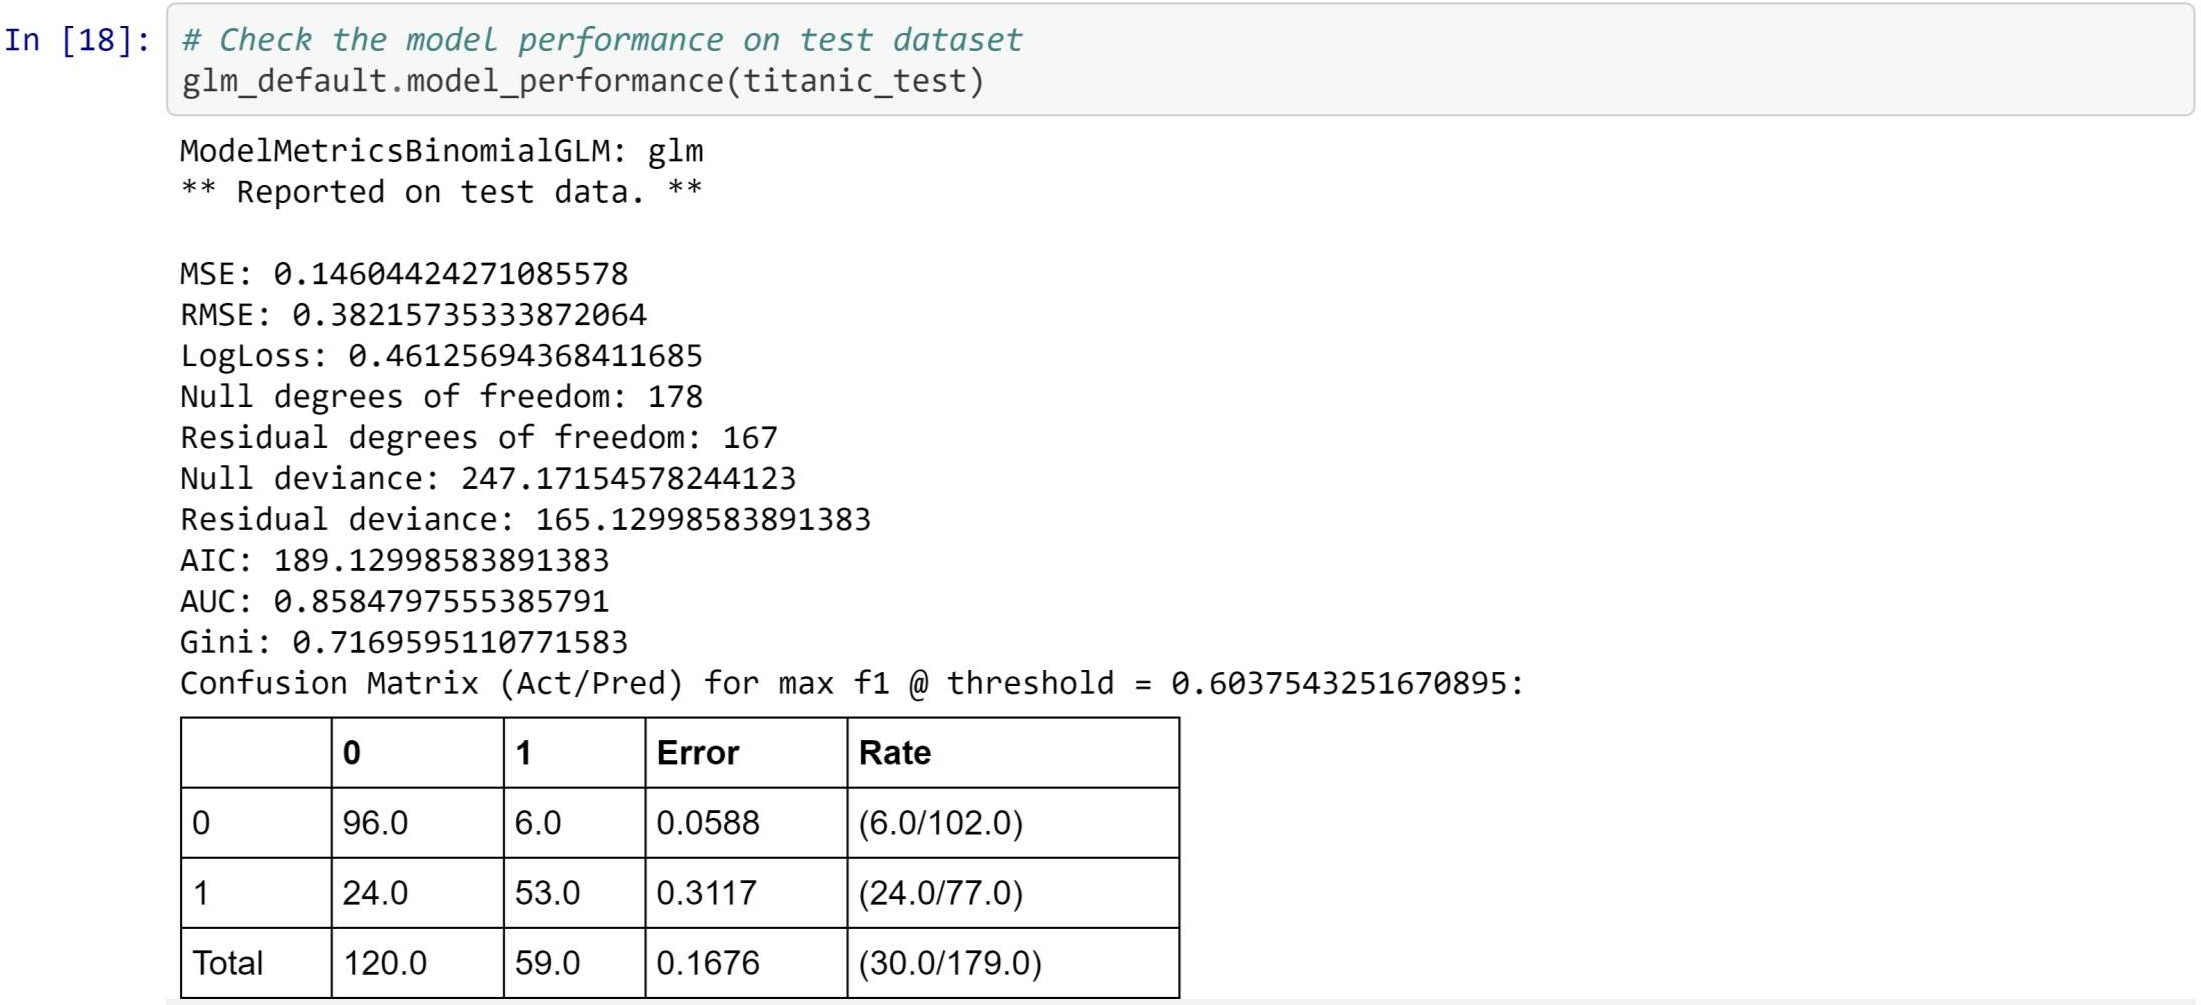 In [18]: # Check the model performance on test dataset
glm_default.model_performance(titanic_test)
ModelMetricsBinomialGLM: glm
** Reported on test data. **
MSE: 0.14604424271085578
RMSE: 0.38215735333872064
LogLoss: 0.46125694368411685
Null degrees of freedom: 178
Residual degrees of freedom: 167
Null deviance: 247.17154578244123
Residual deviance: 165.12998583891383
AIC: 189.12998583891383
AUC: 0.8584797555385791
Gini: 0.7169595110771583
Confusion Matrix (Act/Pred) for max f1 @ threshold = 0.6037543251670895:
0 1 Error Rate
0 96.0 6.0 0.0588 (6.0/102.0)
1 24.0 53.0 0.3117 (24.0/77.0)
Total 120.0 59.0 0.1676 (30.0/179.0)